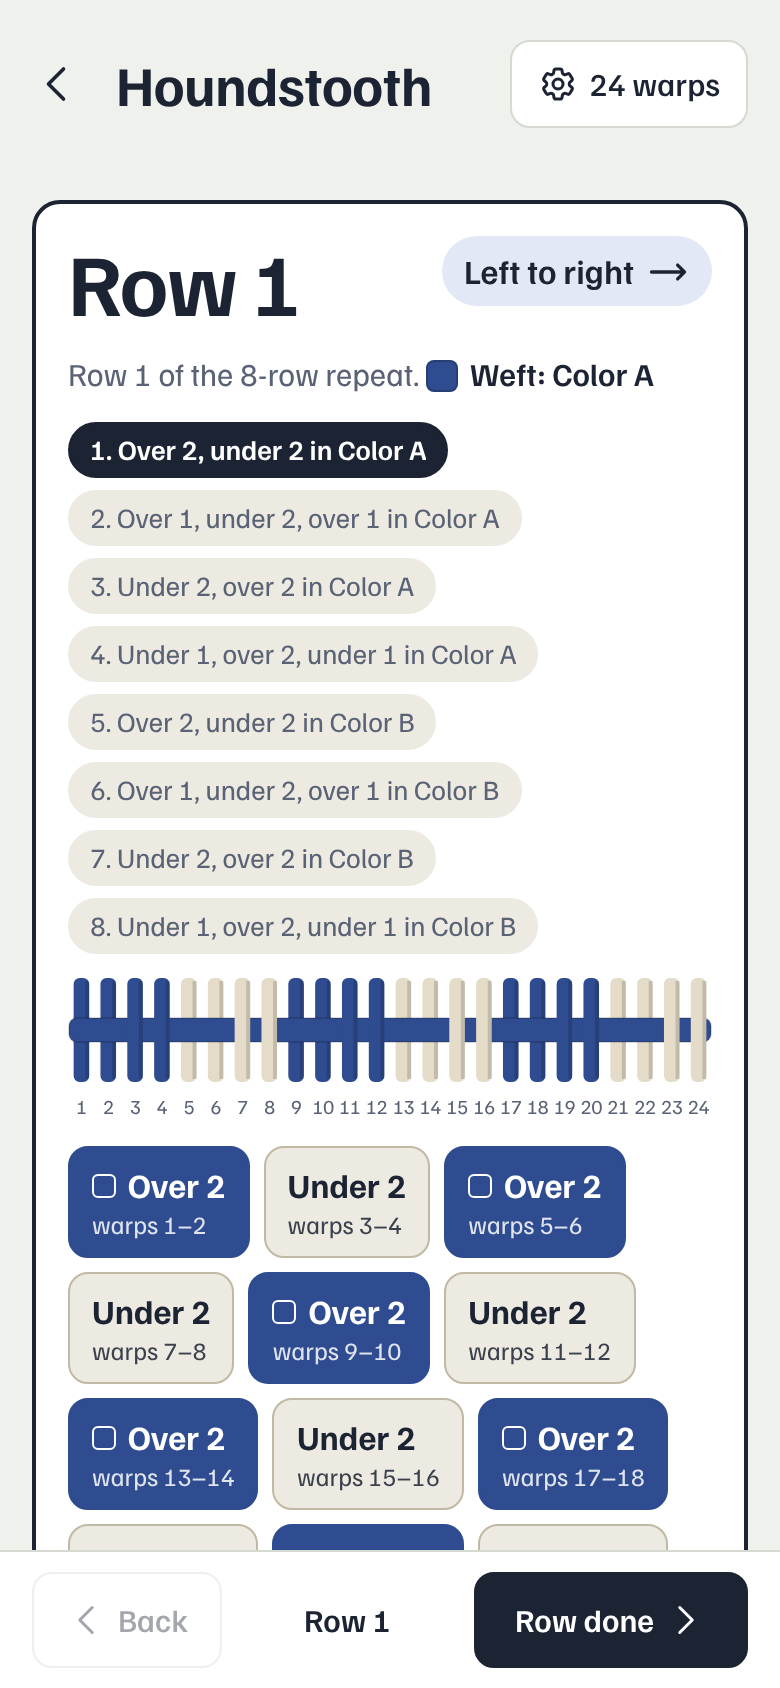 Houndstooth
24 warps
Row 1
Left to right
Row 1 of the 8-row repeat. Weft: Color A
1. Over 2, under 2 in Color A
2. Over 1, under 2, over 1 in Color A
3. Under 2, over 2 in Color A
4. Under 1, over 2, under 1 in Color A
5. Over 2, under 2 in Color B
6. Over 1, under 2, over 1 in Color B
7. Under 2, over 2 in Color B
8. Under 1, over 2, under 1 in Color B
1 2 3 4 5 6 7 8 9 10 11 12 13 14 15 16 17 18 19 20 21 22 23 24
Over 2
warps 1–2
Under 2
warps 3–4
Over 2
warps 5–6
Under 2
warps 7–8
Over 2
warps 9–10
Under 2
warps 11–12
Over 2
warps 13–14
Under 2
warps 15–16
Over 2
warps 17–18
Back
Row 1
Row done